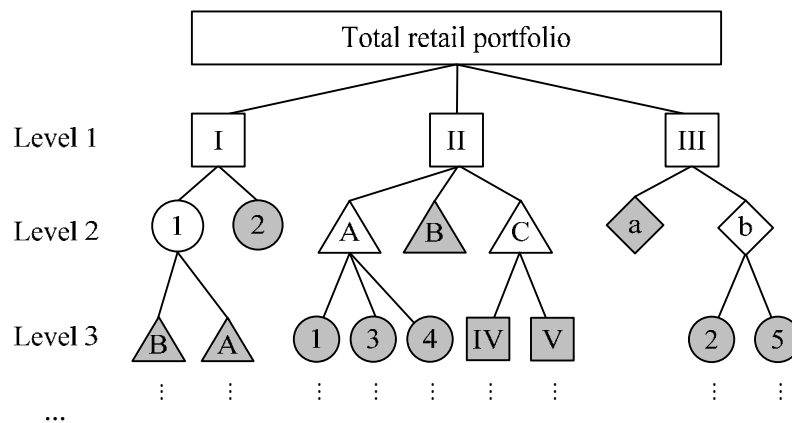 Total retail portfolio
Level 1 I II III
Level 2 1 2 A B C a b
Level 3 B A 1 3 4 IV V 2 5
...